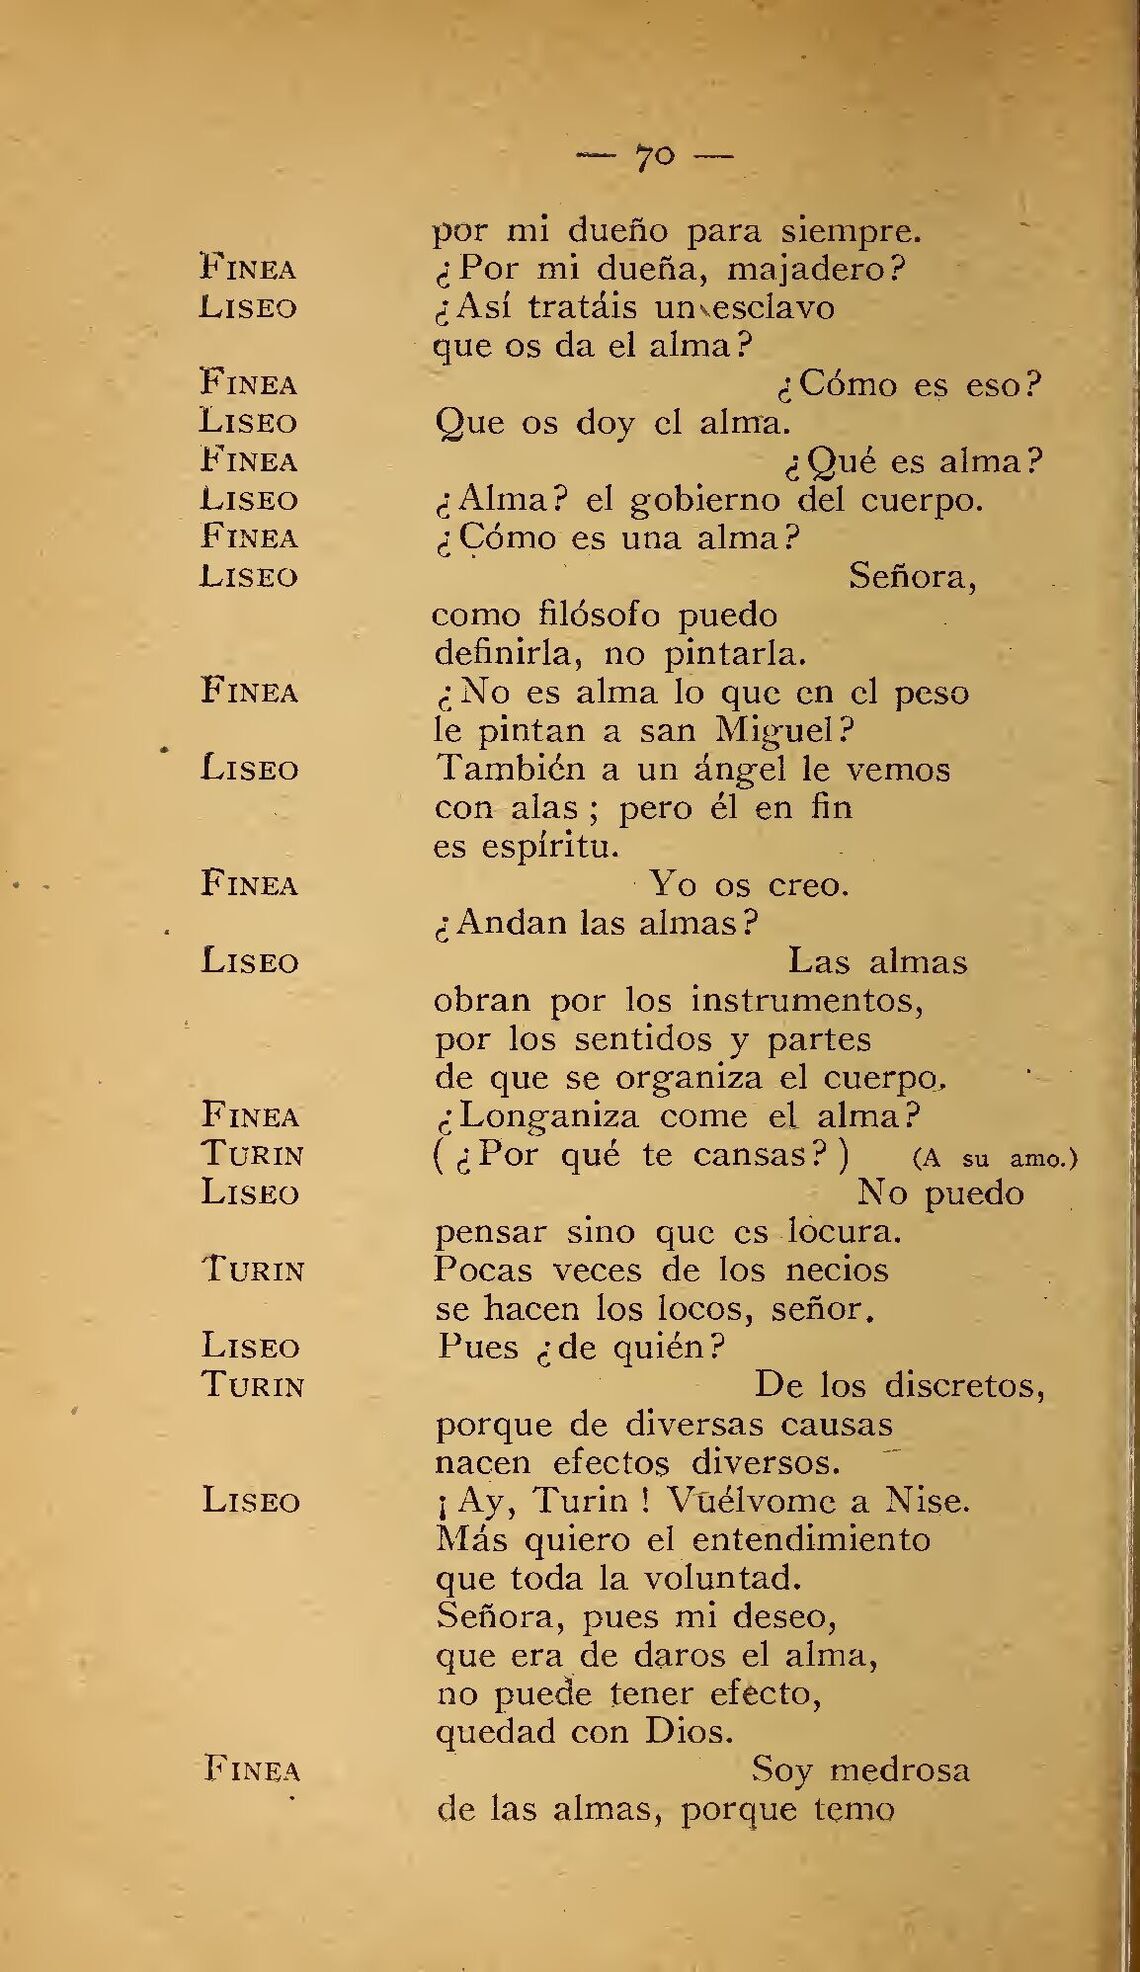 — 70 —
por mi dueño para siempre.
FINEA ¿Por mi dueña, majadero?
LISEO ¿Así tratáis un esclavo
que os da el alma?
FINEA ¿Cómo es eso?
LISEO Que os doy el alma.
FINEA ¿Qué es alma?
LISEO ¿Alma? el gobierno del cuerpo.
FINEA ¿Cómo es una alma?
LISEO Señora,
como filósofo puedo
definirla, no pintarla.
FINEA ¿No es alma lo que en el peso
le pintan a san Miguel?
LISEO También a un ángel le vemos
con alas ; pero él en fin
es espíritu.
FINEA Yo os creo.
¿Andan las almas?
LISEO Las almas
obran por los instrumentos,
por los sentidos y partes
de que se organiza el cuerpo.
FINEA ¿Longaniza come el alma?
TURIN (¿Por qué te cansas?) (A su amo.)
LISEO No puedo
pensar sino que es locura.
TURIN Pocas veces de los necios
se hacen los locos, señor.
LISEO Pues ¿de quién?
TURIN De los discretos,
porque de diversas causas
nacen efectos diversos.
LISEO ¡Ay, Turin! Vuélvome a Nise.
Más quiero el entendimiento
que toda la voluntad.
Señora, pues mi deseo,
que era de daros el alma,
no puede tener efecto,
quedad con Dios.
FINEA Soy medrosa
de las almas, porque temo